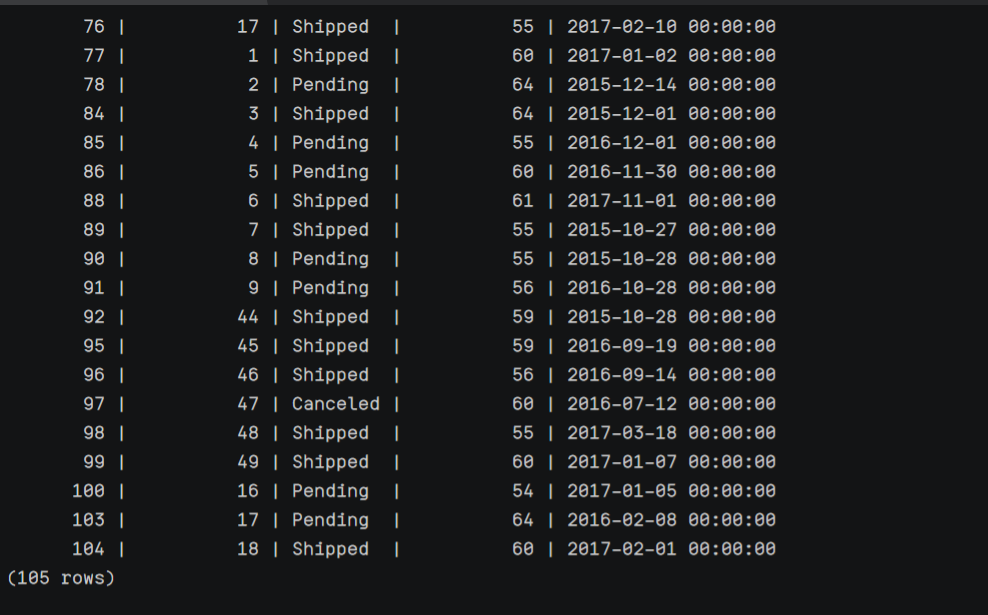 76 | 17 | Shipped | 55 | 2017-02-10 00:00:00
77 | 1 | Shipped | 60 | 2017-01-02 00:00:00
78 | 2 | Pending | 64 | 2015-12-14 00:00:00
84 | 3 | Shipped | 64 | 2015-12-01 00:00:00
85 | 4 | Pending | 55 | 2016-12-01 00:00:00
86 | 5 | Pending | 60 | 2016-11-30 00:00:00
88 | 6 | Shipped | 61 | 2017-11-01 00:00:00
89 | 7 | Shipped | 55 | 2015-10-27 00:00:00
90 | 8 | Pending | 55 | 2015-10-28 00:00:00
91 | 9 | Pending | 56 | 2016-10-28 00:00:00
92 | 44 | Shipped | 59 | 2015-10-28 00:00:00
95 | 45 | Shipped | 59 | 2016-09-19 00:00:00
96 | 46 | Shipped | 56 | 2016-09-14 00:00:00
97 | 47 | Canceled | 60 | 2016-07-12 00:00:00
98 | 48 | Shipped | 55 | 2017-03-18 00:00:00
99 | 49 | Shipped | 60 | 2017-01-07 00:00:00
100 | 16 | Pending | 54 | 2017-01-05 00:00:00
103 | 17 | Pending | 64 | 2016-02-08 00:00:00
104 | 18 | Shipped | 60 | 2017-02-01 00:00:00
(105 rows)